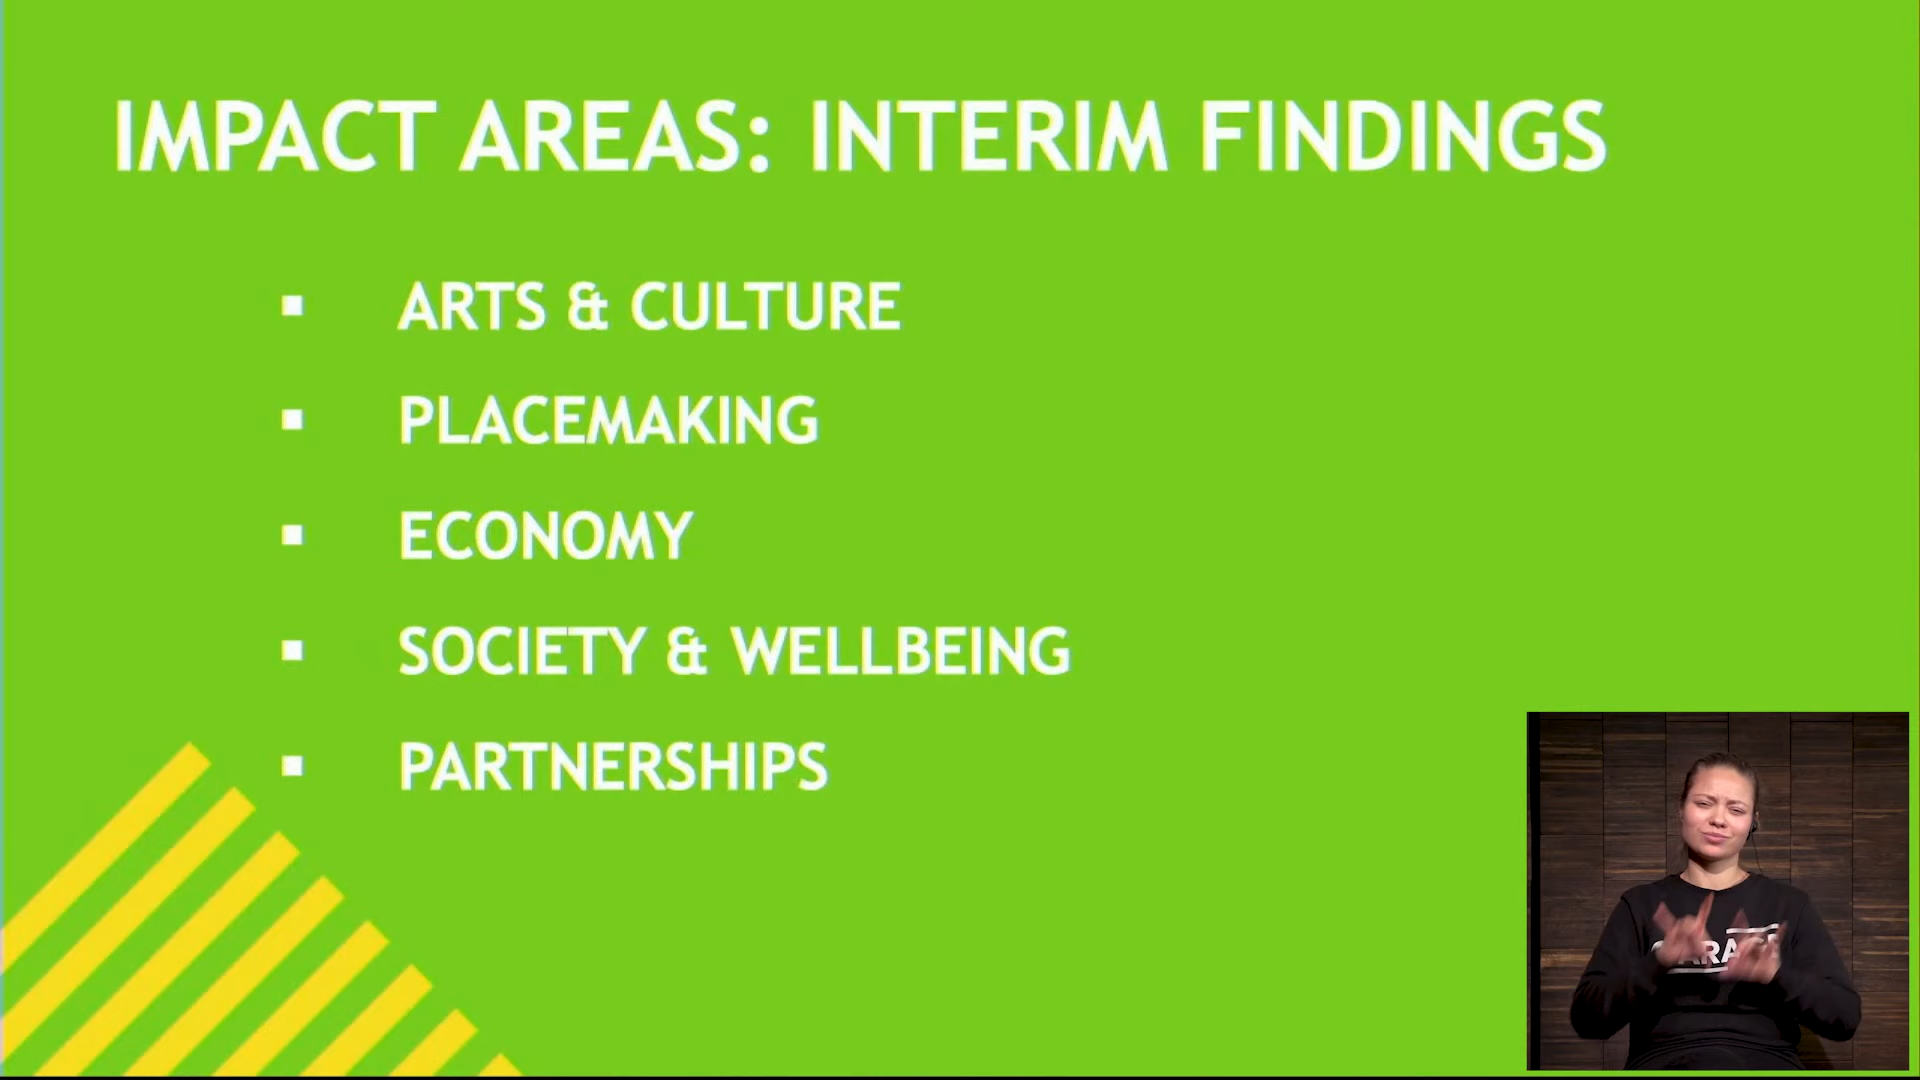 IMPACT AREAS: INTERIM FINDINGS
▪ ARTS & CULTURE
▪ PLACEMAKING
▪ ECONOMY
▪ SOCIETY & WELLBEING
▪ PARTNERSHIPS